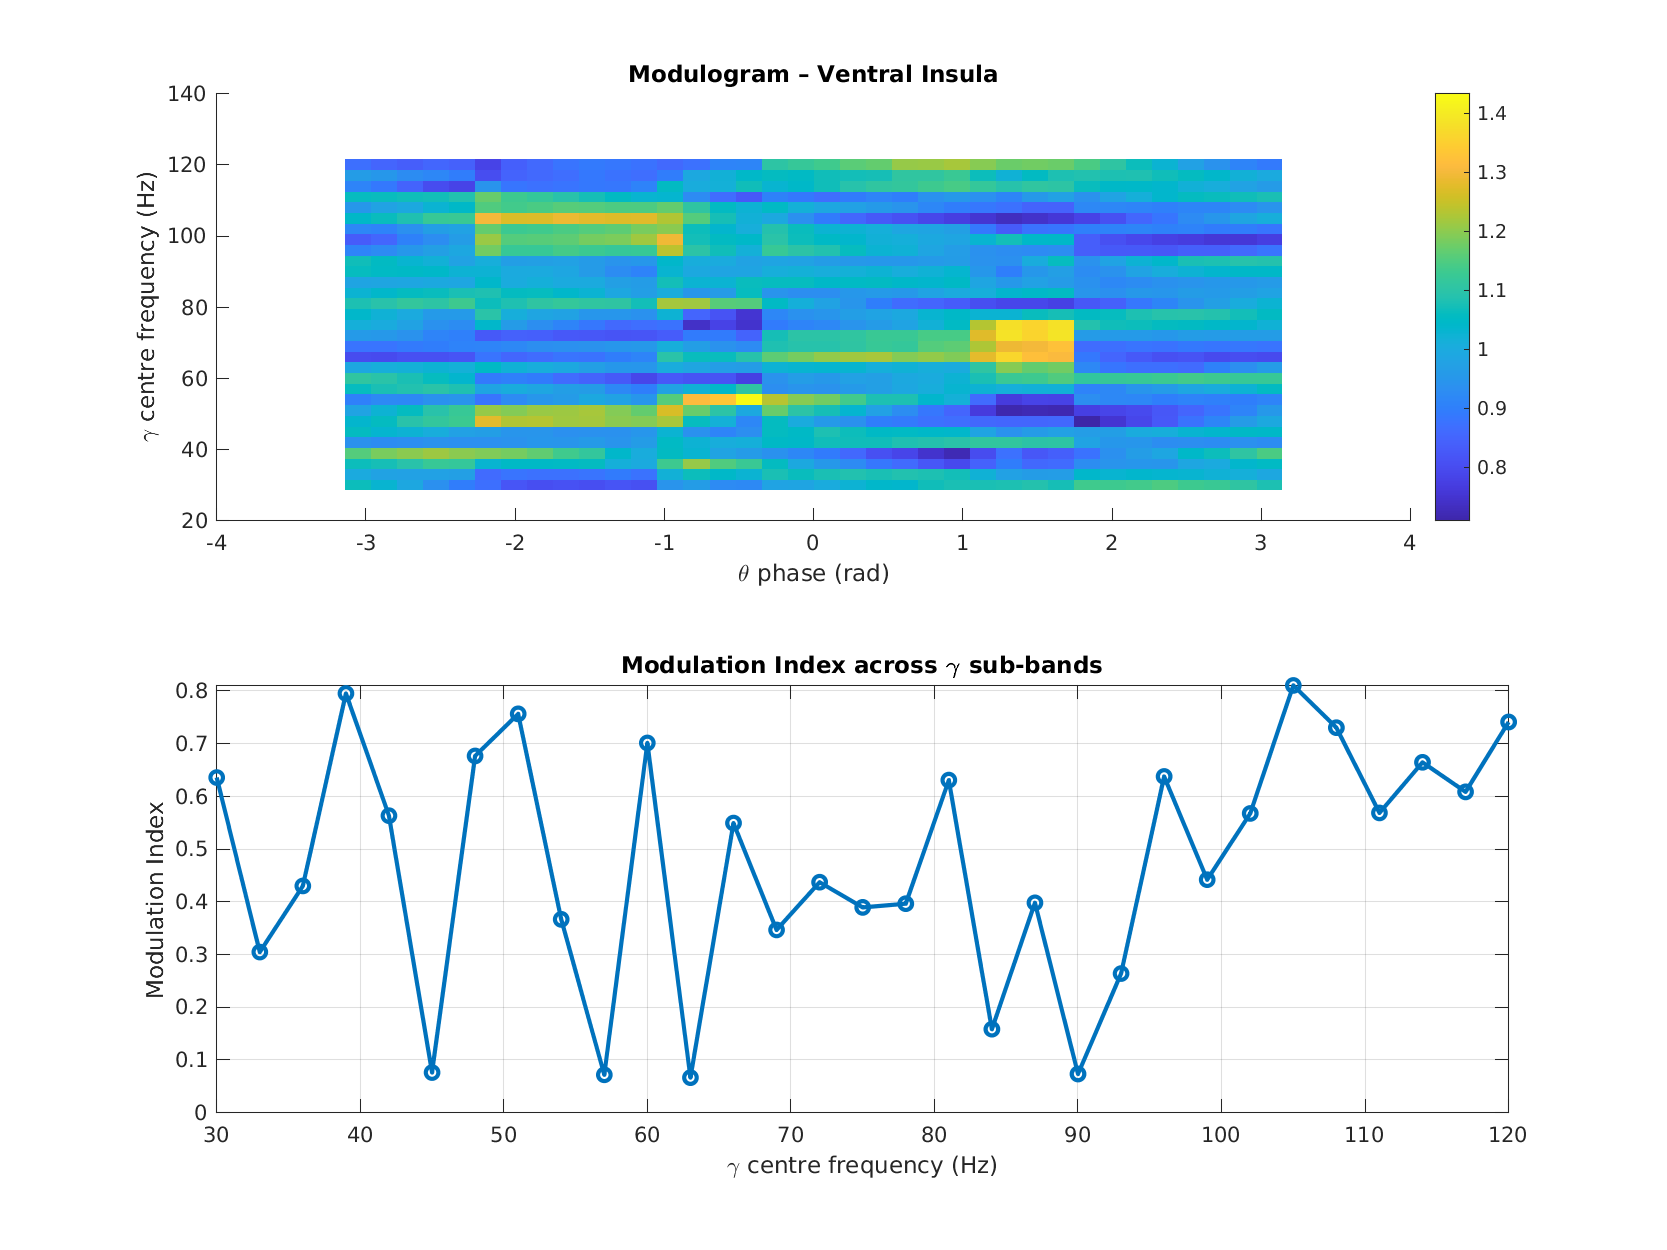 Modulogram – Ventral Insula
140
120
100
80
60
40
20
γ centre frequency (Hz)
-4 -3 -2 -1 0 1 2 3 4
θ phase (rad)
1.4
1.3
1.2
1.1
1
0.9
0.8
Modulation Index across γ sub-bands
0.8
0.7
0.6
0.5
0.4
0.3
0.2
0.1
0
Modulation Index
30 40 50 60 70 80 90 100 110 120
γ centre frequency (Hz)